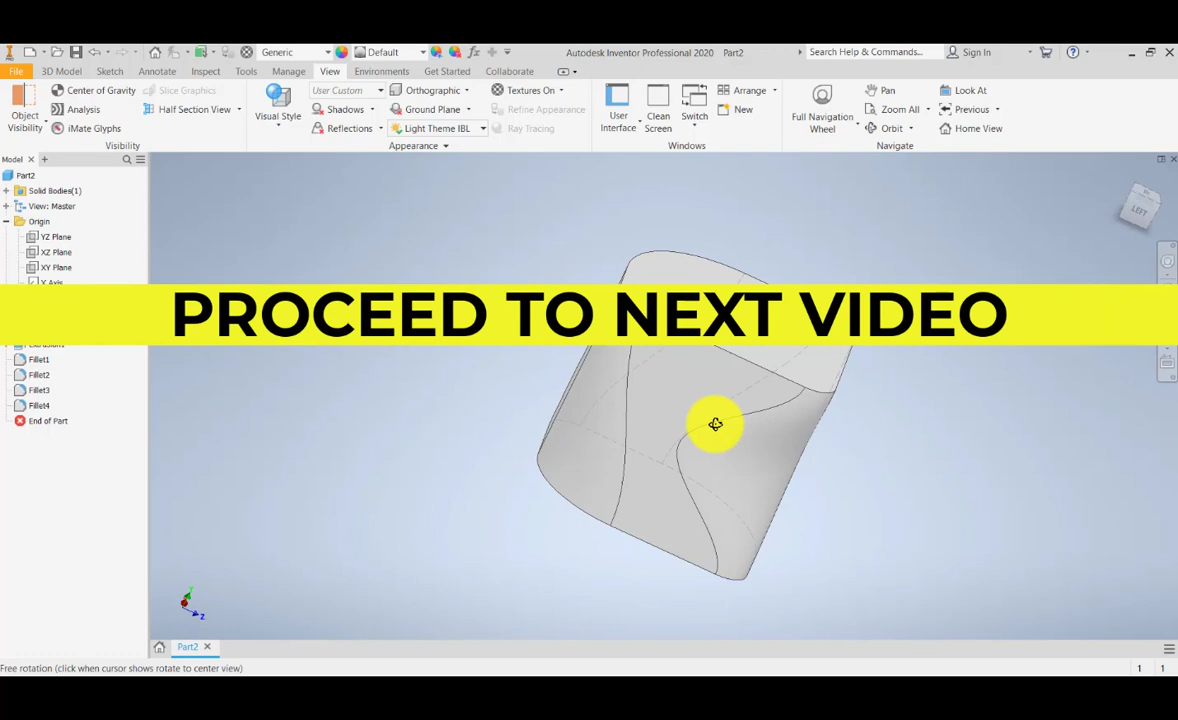 PRO
Generic
Default
Autodesk Inventor Professional 2020 Part2
Search Help & Commands...
Sign In
File 3D Model Sketch Annotate Inspect Tools Manage View Environments Get Started Collaborate
Object Visibility
Center of Gravity
Analysis
iMate Glyphs
Slice Graphics
Half Section View
Visibility
Visual Style
User Custom
Shadows
Reflections
Orthographic
Ground Plane
Light Theme IBL
Textures On
Refine Appearance
Ray Tracing
Appearance
User Interface
Clean Screen
Switch
Arrange
New
Windows
Full Navigation Wheel
Pan
Zoom All
Orbit
Look At
Previous
Home View
Navigate
Model
Part2
Solid Bodies(1)
View: Master
Origin
YZ Plane
XZ Plane
XY Plane
X Axis
PROCEED TO NEXT VIDEO
Extrusion1
Fillet1
Fillet2
Fillet3
Fillet4
End of Part
LEFT
Y
Z
Part2
Free rotation (click when cursor shows rotate to center view)
1 1